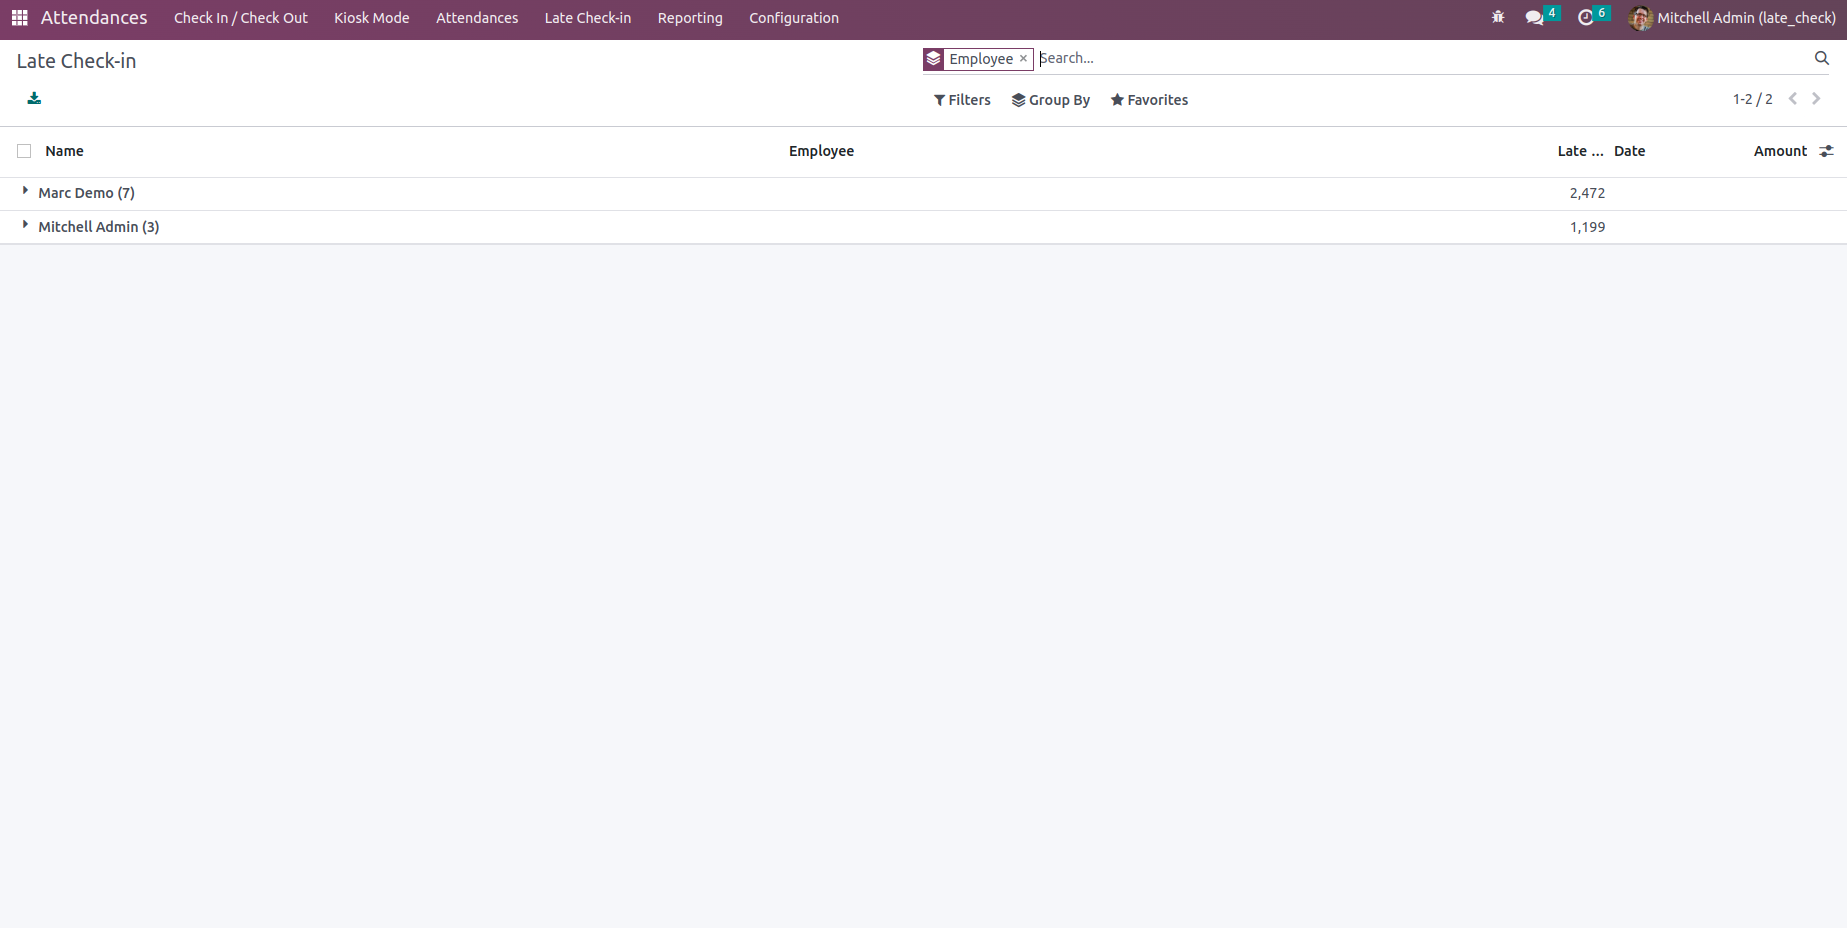 Attendances Check In / Check Out Kiosk Mode Attendances Late Check-in Reporting Configuration 4 6 Mitchell Admin (late_check)
Late Check-in Employee × Search...
Filters Group By Favorites 1-2 / 2
Name Employee Late ... Date Amount
Marc Demo (7) 2,472
Mitchell Admin (3) 1,199